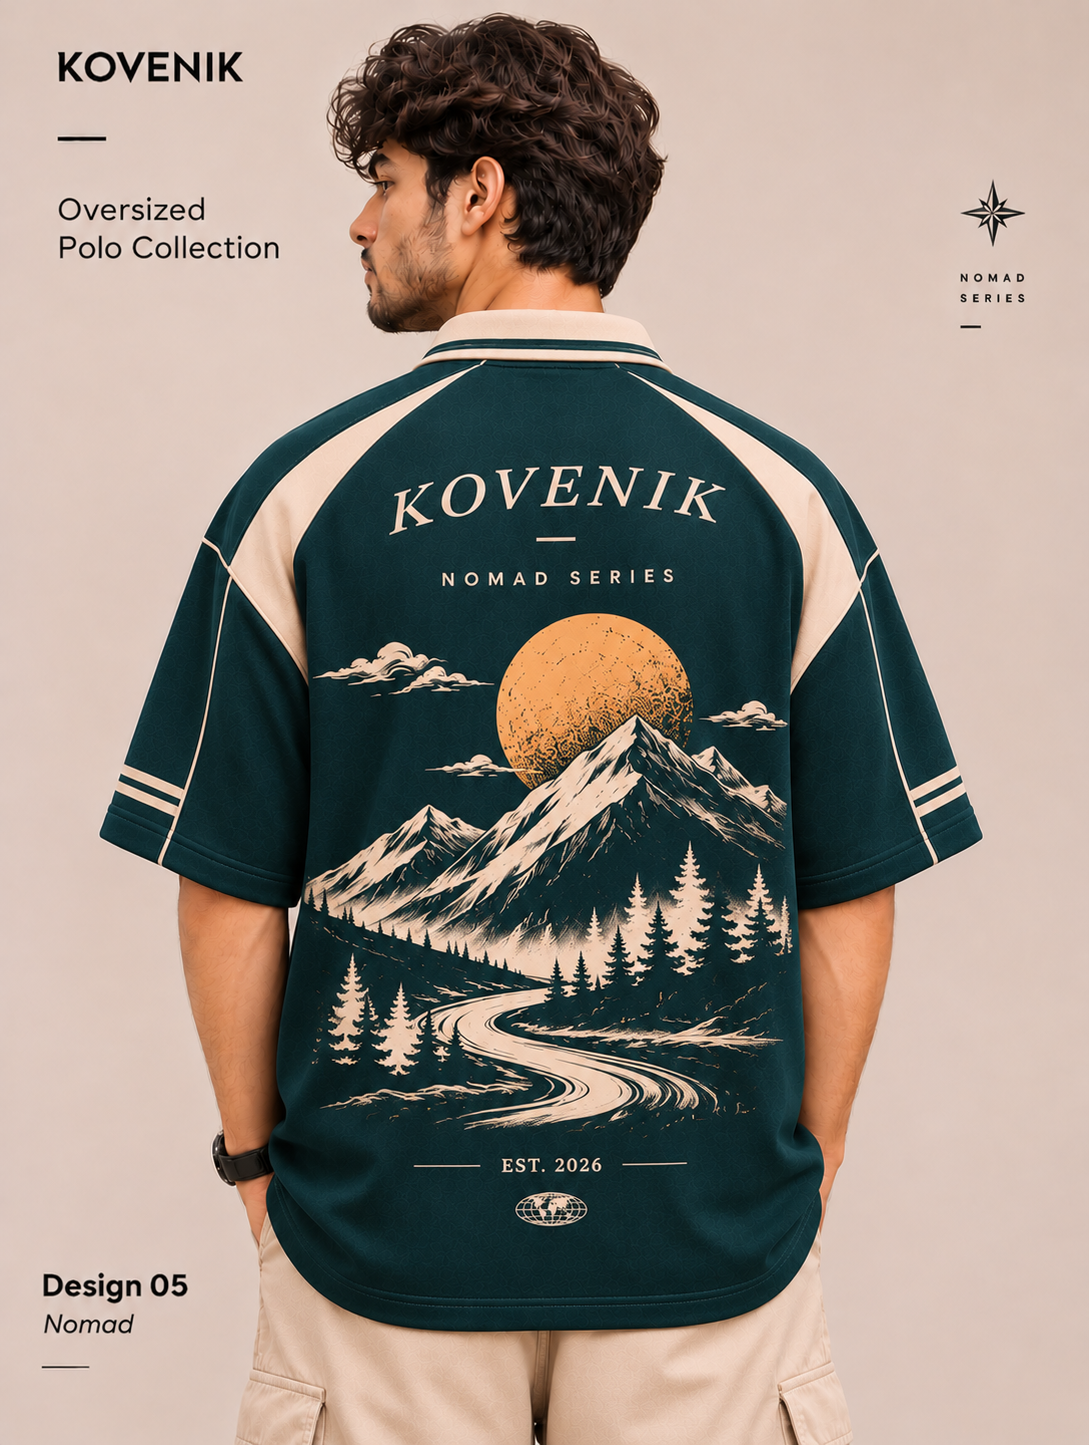 KOVENIK
Oversized
Polo Collection
NOMAD
SERIES
KOVENIK
NOMAD SERIES
EST. 2026
Design 05
Nomad